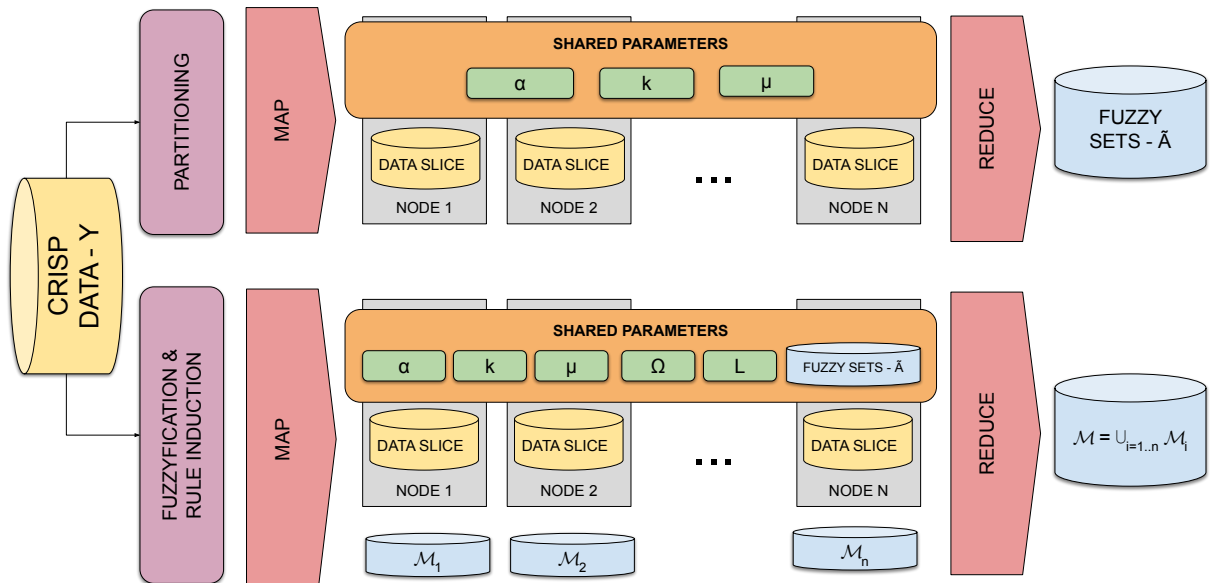 CRISP
DATA - Y
PARTITIONING
MAP
SHARED PARAMETERS
α
k
μ
DATA SLICE
DATA SLICE
DATA SLICE
...
NODE 1
NODE 2
NODE N
REDUCE
FUZZY
SETS - Ã
FUZZYFICATION &
RULE INDUCTION
MAP
SHARED PARAMETERS
α
k
μ
Ω
L
FUZZY SETS - Ã
DATA SLICE
DATA SLICE
DATA SLICE
...
NODE 1
NODE 2
NODE N
ℳ₁
ℳ₂
ℳₙ
REDUCE
ℳ = ∪i=1..n ℳi